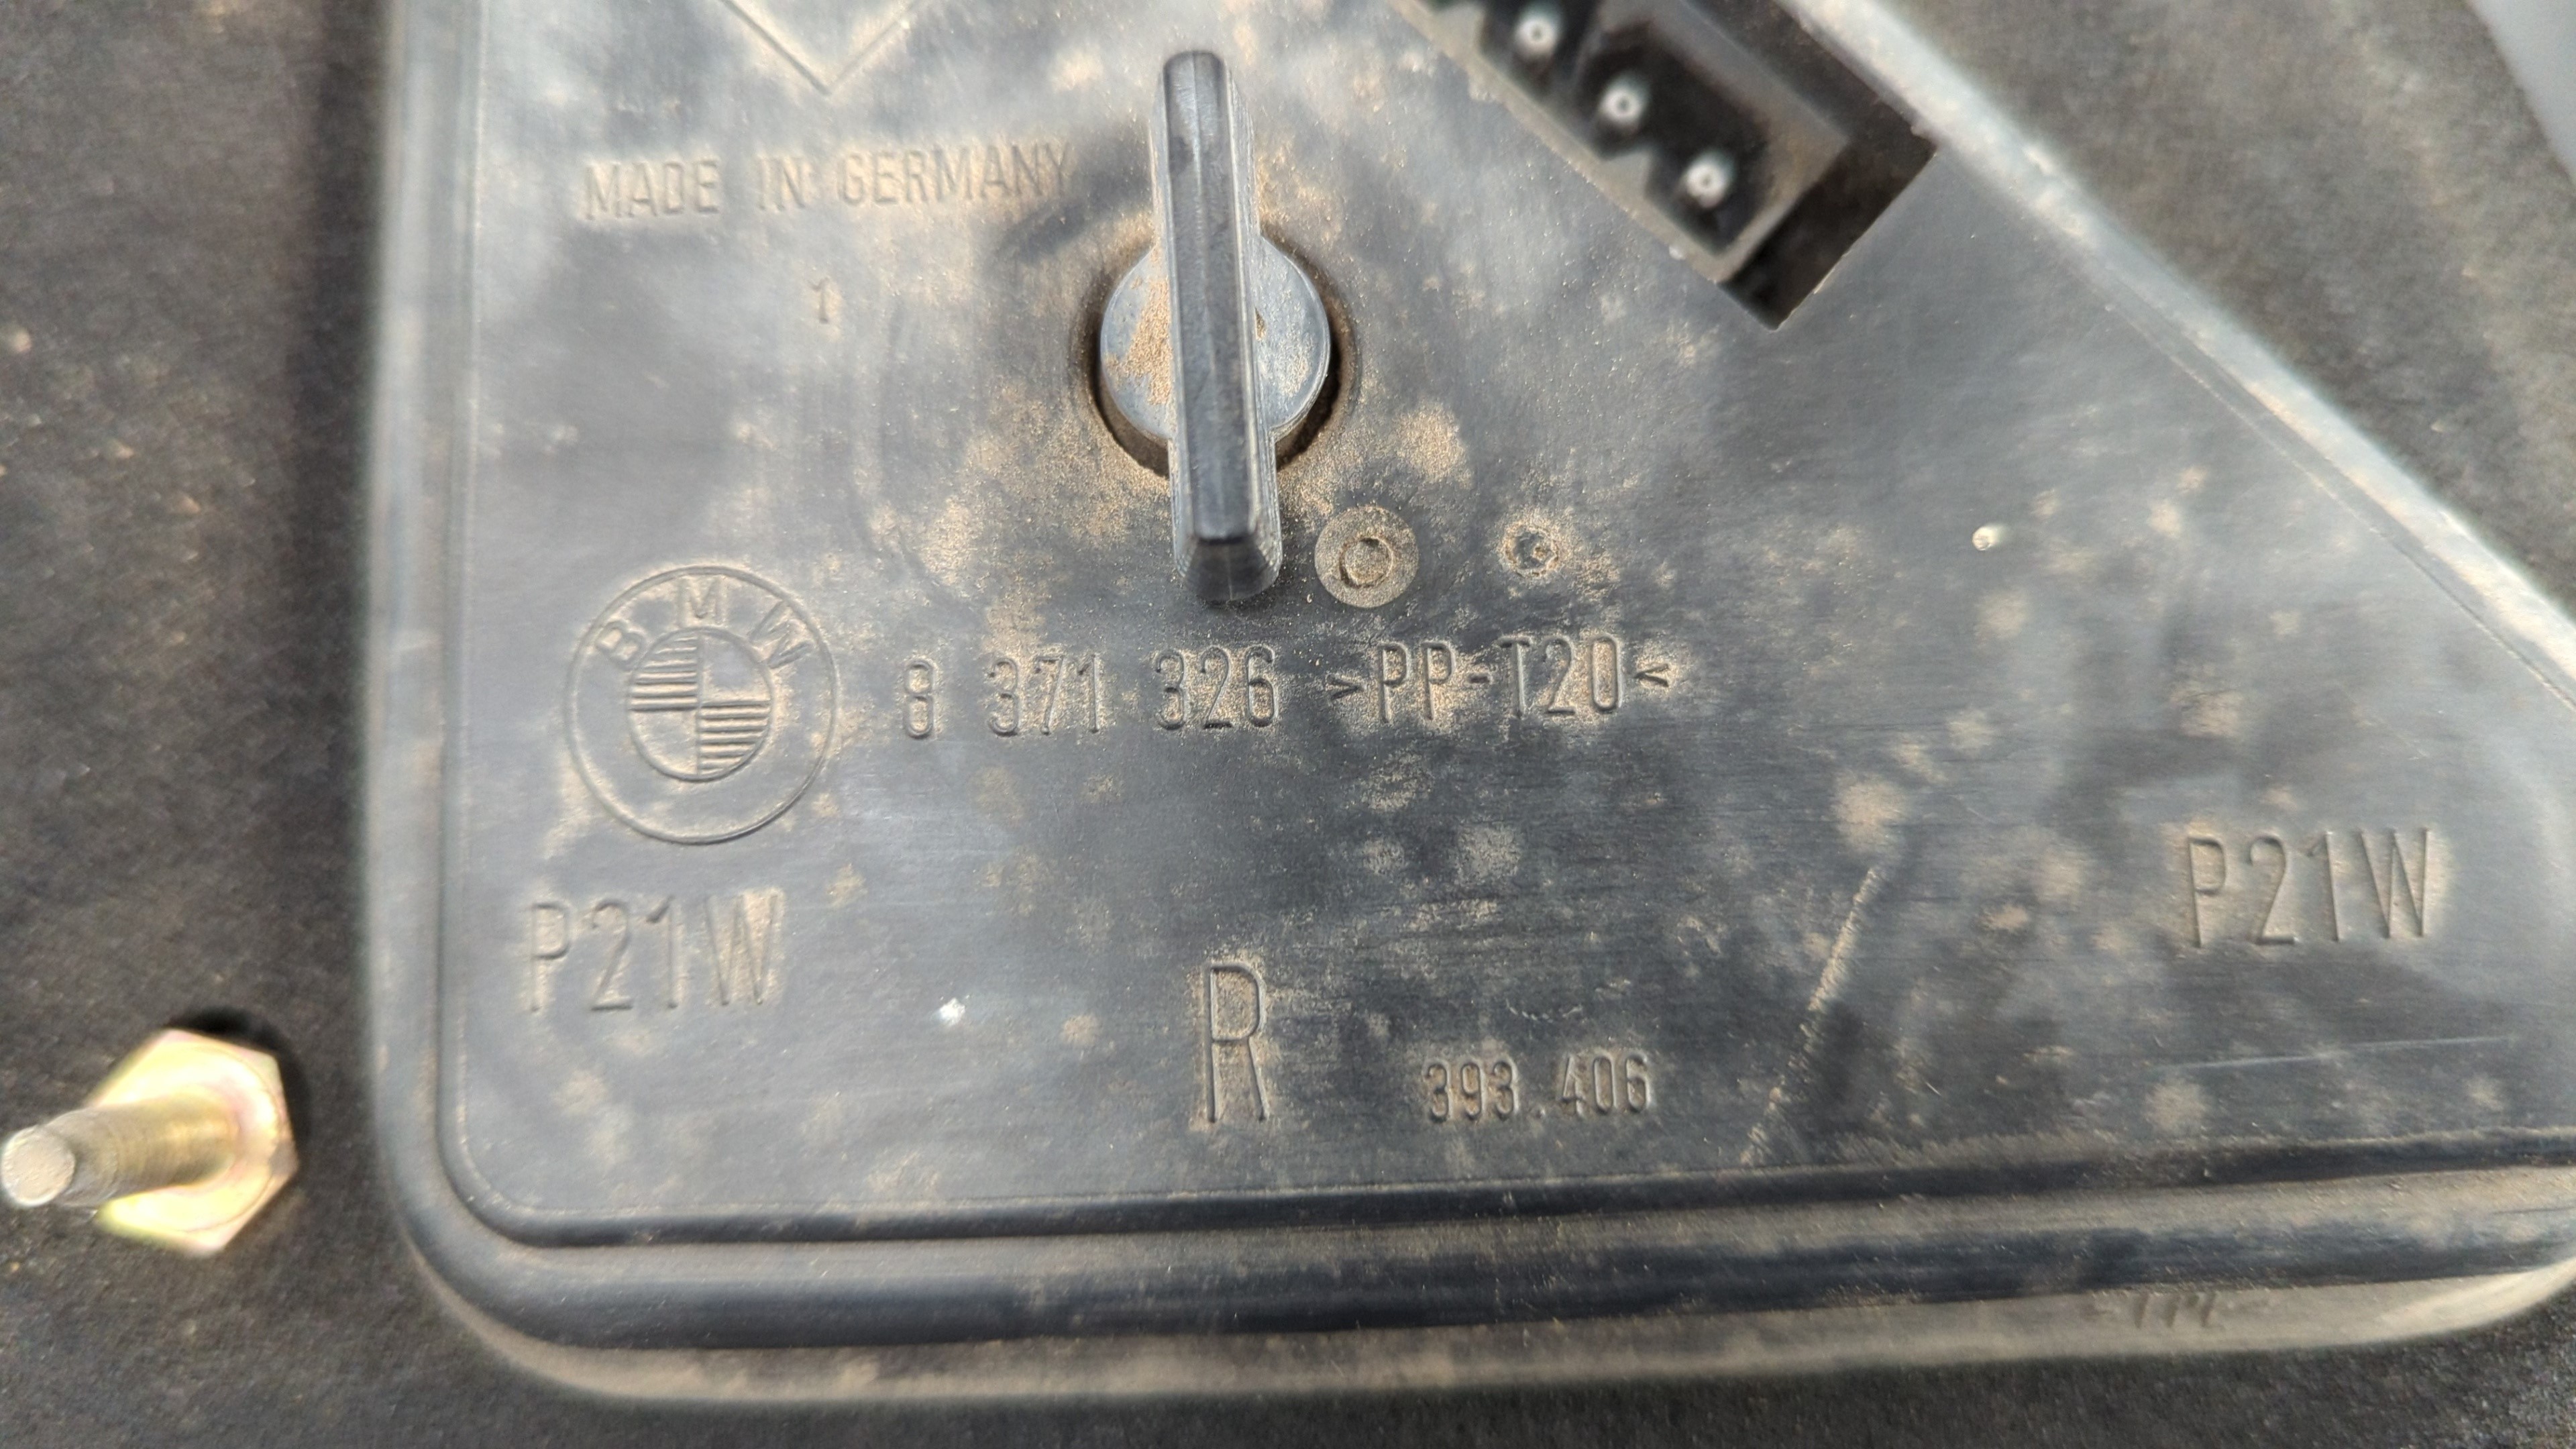 MADE IN GERMANY
1
BMW
8 371 326 >PP-T20<
P21W
P21W
R
393.406